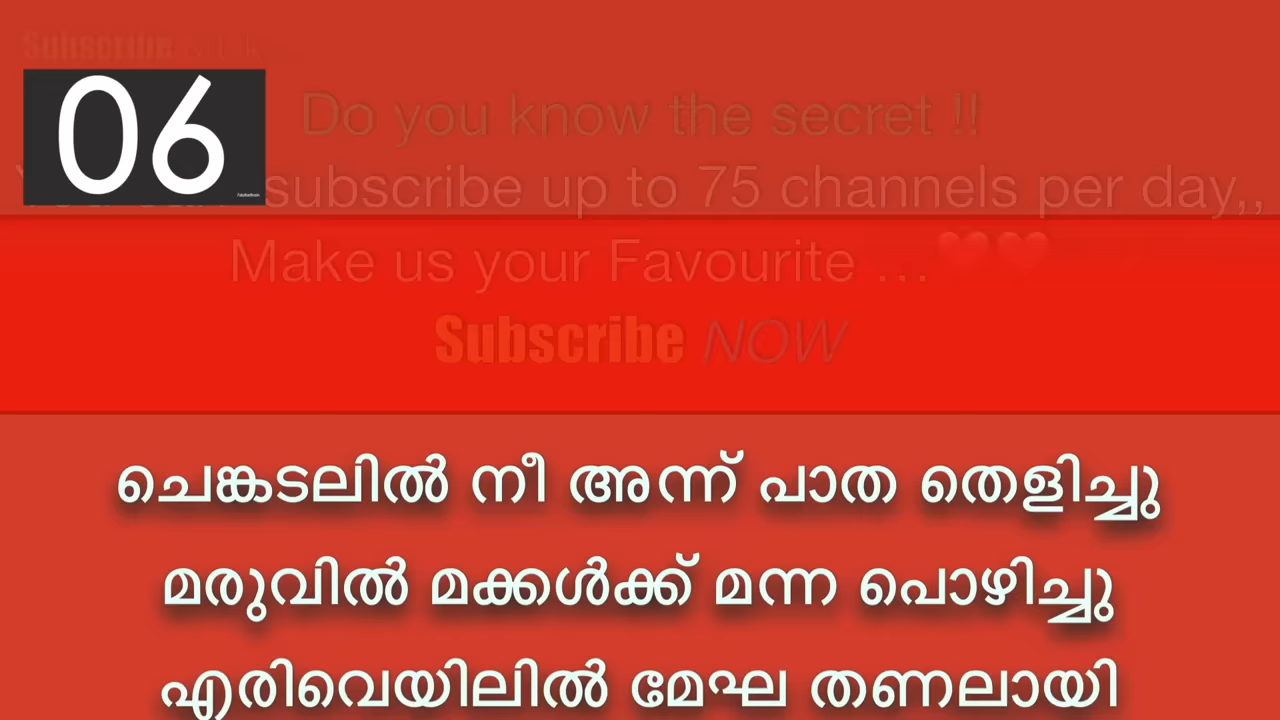 Subscribe
06
Do you know the secret !!
subscribe up to 75 channels per day,,
Make us your Favourite ...❤❤
Subscribe NOW
ചെങ്കടലിൽ നീ അന്ന് പാത തെളിച്ചു
മരുവിൽ മക്കൾക്ക് മന്ന പൊഴിച്ചു
എരിവെയിലിൽ മേഘ തണലായി